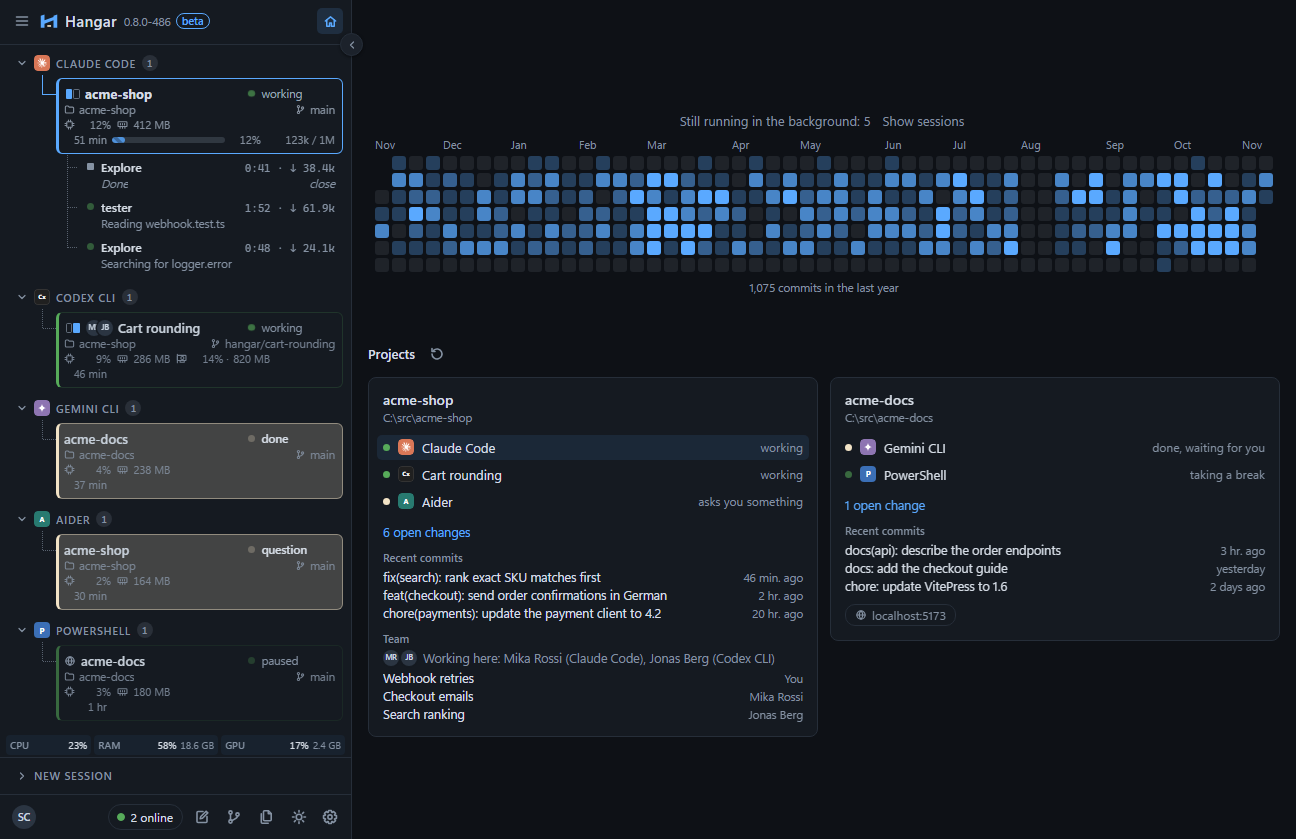 Hangar 0.8.0-486 beta
CLAUDE CODE 1
acme-shop working
acme-shop main
12% 412 MB
51 min 12% 123k / 1M
Explore 0:41 · ↓ 38.4k
Done close
tester 1:52 · ↓ 61.9k
Reading webhook.test.ts
Explore 0:48 · ↓ 24.1k
Searching for logger.error
CODEX CLI 1
M JB Cart rounding working
acme-shop hangar/cart-rounding
9% 286 MB 14% · 820 MB
46 min
GEMINI CLI 1
acme-docs done
acme-docs main
4% 238 MB
37 min
AIDER 1
acme-shop question
acme-shop main
2% 164 MB
30 min
POWERSHELL 1
acme-docs paused
acme-docs main
3% 180 MB
1 hr
CPU 23% RAM 58% 18.6 GB GPU 17% 2.4 GB
NEW SESSION
SC 2 online
Still running in the background: 5 Show sessions
Nov Dec Jan Feb Mar Apr May Jun Jul Aug Sep Oct Nov
1,075 commits in the last year
Projects
acme-shop
C:\src\acme-shop
Claude Code working
Cx Cart rounding working
A Aider asks you something
6 open changes
Recent commits
fix(search): rank exact SKU matches first 46 min. ago
feat(checkout): send order confirmations in German 2 hr. ago
chore(payments): update the payment client to 4.2 20 hr. ago
Team
MR JB Working here: Mika Rossi (Claude Code), Jonas Berg (Codex CLI)
Webhook retries You
Checkout emails Mika Rossi
Search ranking Jonas Berg
acme-docs
C:\src\acme-docs
Gemini CLI done, waiting for you
P PowerShell taking a break
1 open change
Recent commits
docs(api): describe the order endpoints 3 hr. ago
docs: add the checkout guide yesterday
chore: update VitePress to 1.6 2 days ago
localhost:5173